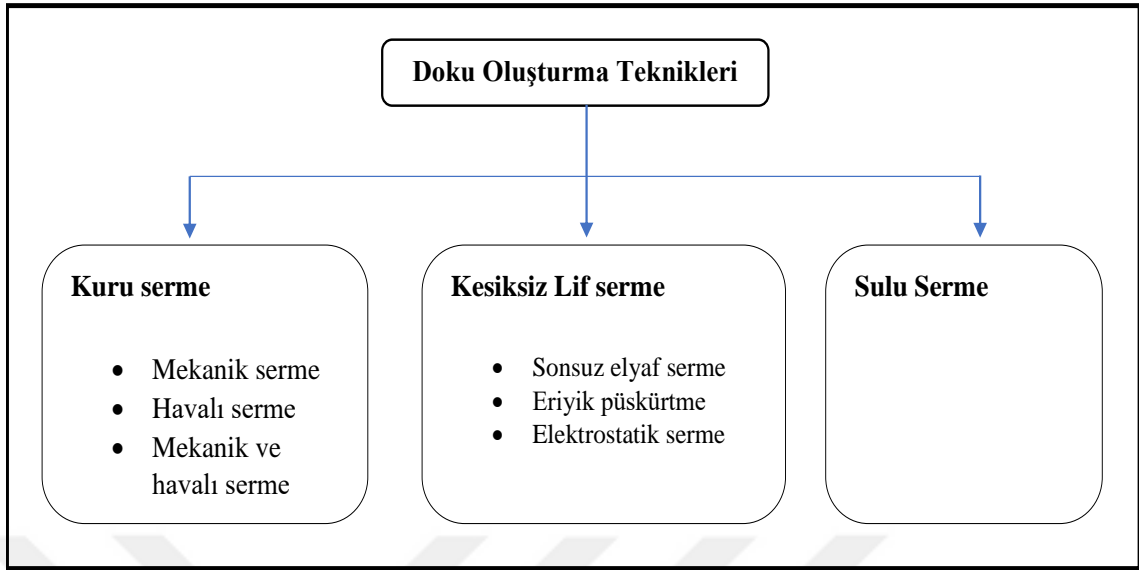 Doku Oluşturma Teknikleri
Kuru serme
• Mekanik serme
• Havalı serme
• Mekanik ve
havalı serme
Kesiksiz Lif serme
• Sonsuz elyaf serme
• Eriyik püskürtme
• Elektrostatik serme
Sulu Serme